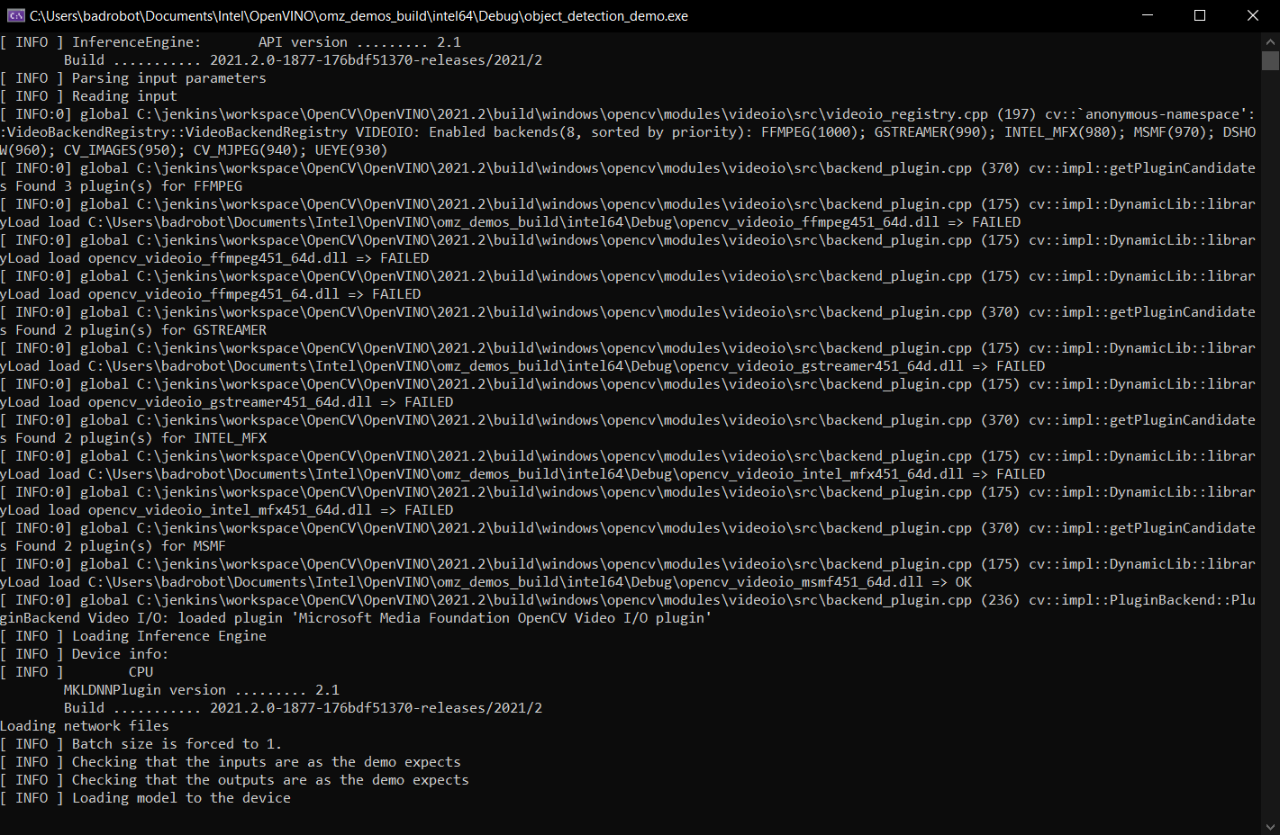 C:\Users\badrobot\Documents\Intel\OpenVINO\omz_demos_build\intel64\Debug\object_detection_demo.exe
[ INFO ] InferenceEngine:       API version ......... 2.1
        Build ........... 2021.2.0-1877-176bdf51370-releases/2021/2
[ INFO ] Parsing input parameters
[ INFO ] Reading input
[ INFO:0] global C:\jenkins\workspace\OpenCV\OpenVINO\2021.2\build\windows\opencv\modules\videoio\src\videoio_registry.cpp (197) cv::`anonymous-namespace':
:VideoBackendRegistry::VideoBackendRegistry VIDEOIO: Enabled backends(8, sorted by priority): FFMPEG(1000); GSTREAMER(990); INTEL_MFX(980); MSMF(970); DSHO
W(960); CV_IMAGES(950); CV_MJPEG(940); UEYE(930)
[ INFO:0] global C:\jenkins\workspace\OpenCV\OpenVINO\2021.2\build\windows\opencv\modules\videoio\src\backend_plugin.cpp (370) cv::impl::getPluginCandidate
s Found 3 plugin(s) for FFMPEG
[ INFO:0] global C:\jenkins\workspace\OpenCV\OpenVINO\2021.2\build\windows\opencv\modules\videoio\src\backend_plugin.cpp (175) cv::impl::DynamicLib::librar
yLoad load C:\Users\badrobot\Documents\Intel\OpenVINO\omz_demos_build\intel64\Debug\opencv_videoio_ffmpeg451_64d.dll => FAILED
[ INFO:0] global C:\jenkins\workspace\OpenCV\OpenVINO\2021.2\build\windows\opencv\modules\videoio\src\backend_plugin.cpp (175) cv::impl::DynamicLib::librar
yLoad load opencv_videoio_ffmpeg451_64d.dll => FAILED
[ INFO:0] global C:\jenkins\workspace\OpenCV\OpenVINO\2021.2\build\windows\opencv\modules\videoio\src\backend_plugin.cpp (175) cv::impl::DynamicLib::librar
yLoad load opencv_videoio_ffmpeg451_64.dll => FAILED
[ INFO:0] global C:\jenkins\workspace\OpenCV\OpenVINO\2021.2\build\windows\opencv\modules\videoio\src\backend_plugin.cpp (370) cv::impl::getPluginCandidate
s Found 2 plugin(s) for GSTREAMER
[ INFO:0] global C:\jenkins\workspace\OpenCV\OpenVINO\2021.2\build\windows\opencv\modules\videoio\src\backend_plugin.cpp (175) cv::impl::DynamicLib::librar
yLoad load C:\Users\badrobot\Documents\Intel\OpenVINO\omz_demos_build\intel64\Debug\opencv_videoio_gstreamer451_64d.dll => FAILED
[ INFO:0] global C:\jenkins\workspace\OpenCV\OpenVINO\2021.2\build\windows\opencv\modules\videoio\src\backend_plugin.cpp (175) cv::impl::DynamicLib::librar
yLoad load opencv_videoio_gstreamer451_64d.dll => FAILED
[ INFO:0] global C:\jenkins\workspace\OpenCV\OpenVINO\2021.2\build\windows\opencv\modules\videoio\src\backend_plugin.cpp (370) cv::impl::getPluginCandidate
s Found 2 plugin(s) for INTEL_MFX
[ INFO:0] global C:\jenkins\workspace\OpenCV\OpenVINO\2021.2\build\windows\opencv\modules\videoio\src\backend_plugin.cpp (175) cv::impl::DynamicLib::librar
yLoad load C:\Users\badrobot\Documents\Intel\OpenVINO\omz_demos_build\intel64\Debug\opencv_videoio_intel_mfx451_64d.dll => FAILED
[ INFO:0] global C:\jenkins\workspace\OpenCV\OpenVINO\2021.2\build\windows\opencv\modules\videoio\src\backend_plugin.cpp (175) cv::impl::DynamicLib::librar
yLoad load opencv_videoio_intel_mfx451_64d.dll => FAILED
[ INFO:0] global C:\jenkins\workspace\OpenCV\OpenVINO\2021.2\build\windows\opencv\modules\videoio\src\backend_plugin.cpp (370) cv::impl::getPluginCandidate
s Found 2 plugin(s) for MSMF
[ INFO:0] global C:\jenkins\workspace\OpenCV\OpenVINO\2021.2\build\windows\opencv\modules\videoio\src\backend_plugin.cpp (175) cv::impl::DynamicLib::librar
yLoad load C:\Users\badrobot\Documents\Intel\OpenVINO\omz_demos_build\intel64\Debug\opencv_videoio_msmf451_64d.dll => OK
[ INFO:0] global C:\jenkins\workspace\OpenCV\OpenVINO\2021.2\build\windows\opencv\modules\videoio\src\backend_plugin.cpp (236) cv::impl::PluginBackend::Plu
ginBackend Video I/O: loaded plugin 'Microsoft Media Foundation OpenCV Video I/O plugin'
[ INFO ] Loading Inference Engine
[ INFO ] Device info:
[ INFO ]        CPU
        MKLDNNPlugin version ......... 2.1
        Build ........... 2021.2.0-1877-176bdf51370-releases/2021/2
Loading network files
[ INFO ] Batch size is forced to 1.
[ INFO ] Checking that the inputs are as the demo expects
[ INFO ] Checking that the outputs are as the demo expects
[ INFO ] Loading model to the device